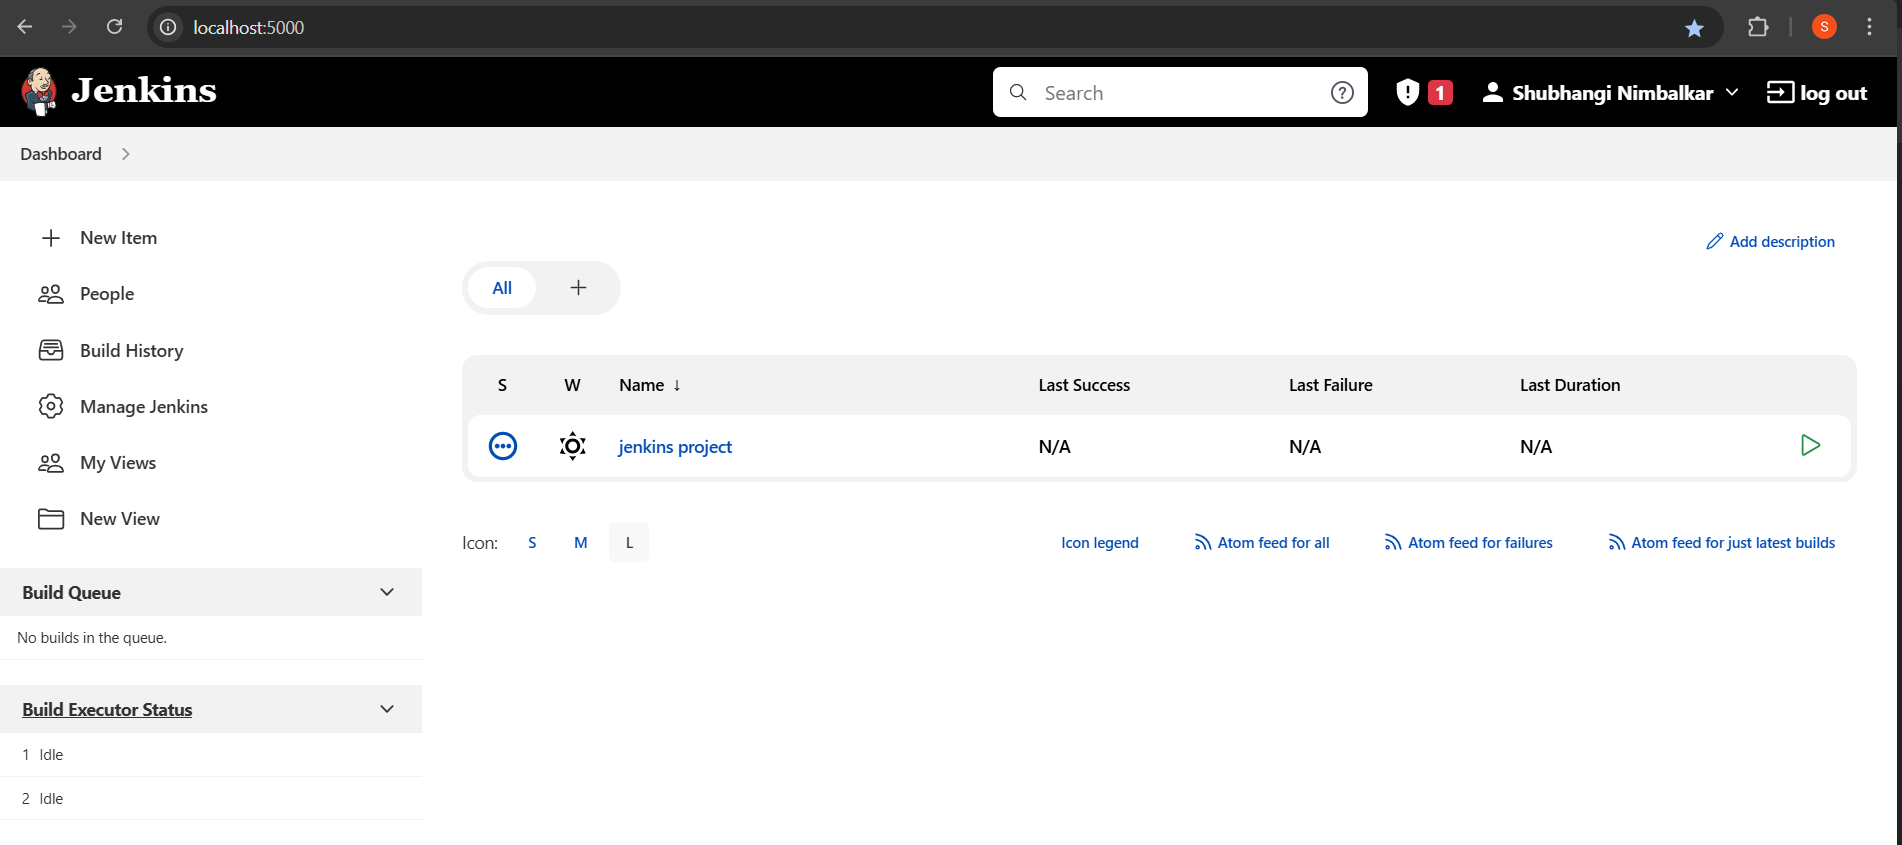 localhost:5000
S
Jenkins
Search
?
1
Shubhangi Nimbalkar
log out
Dashboard
New Item
People
Build History
Manage Jenkins
My Views
New View
Build Queue
No builds in the queue.
Build Executor Status
1 Idle
2 Idle
Add description
All
S W Name ↓ Last Success Last Failure Last Duration
jenkins project N/A N/A N/A
Icon: S M L
Icon legend
Atom feed for all
Atom feed for failures
Atom feed for just latest builds